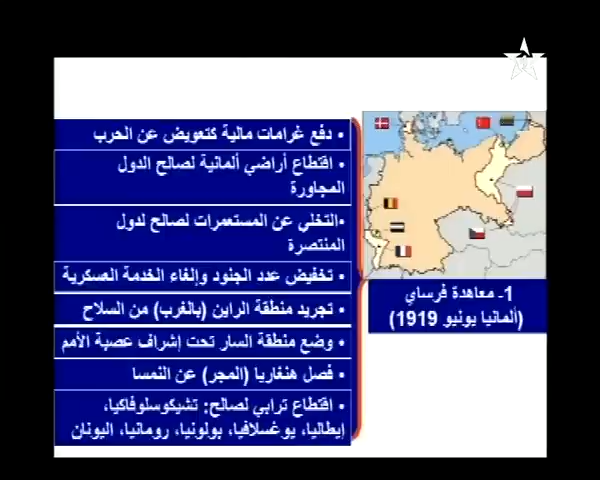 • دفع غرامات مالية كتعويض عن الحرب
• اقتطاع أراضي ألمانية لصالح الدول
المجاورة
•التخلي عن المستعمرات لصالح لدول
المنتصرة
• تخفيض عدد الجنود وإلغاء الخدمة العسكرية
• تجريد منطقة الراين (بالغرب) من السلاح
• وضع منطقة السار تحت إشراف عصبة الأمم
• فصل هنغاريا (المجر) عن النمسا
• اقتطاع ترابي لصالح: تشيكوسلوفاكيا،
إيطاليا، يوغسلافيا، بولونيا، رومانيا، اليونان
1- معاهدة فرساي
(ألمانيا يونيو 1919)